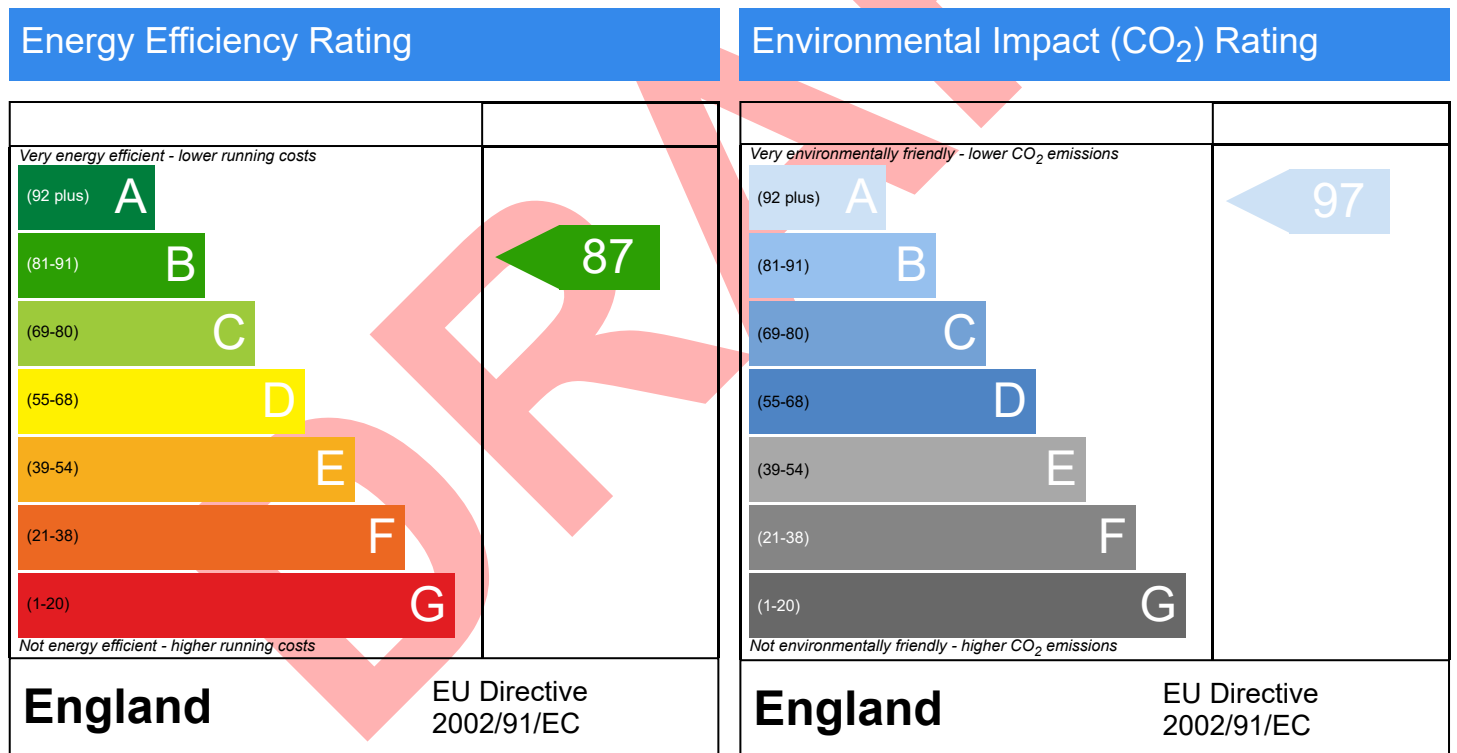 Energy Efficiency Rating
Very energy efficient - lower running costs
(92 plus) A
(81-91) B
87
(69-80) C
(55-68) D
(39-54) E
(21-38) F
(1-20) G
Not energy efficient - higher running costs
England
EU Directive
2002/91/EC
Environmental Impact (CO2) Rating
Very environmentally friendly - lower CO2 emissions
(92 plus) A
97
(81-91) B
(69-80) C
(55-68) D
(39-54) E
(21-38) F
(1-20) G
Not environmentally friendly - higher CO2 emissions
England
EU Directive
2002/91/EC
DRA